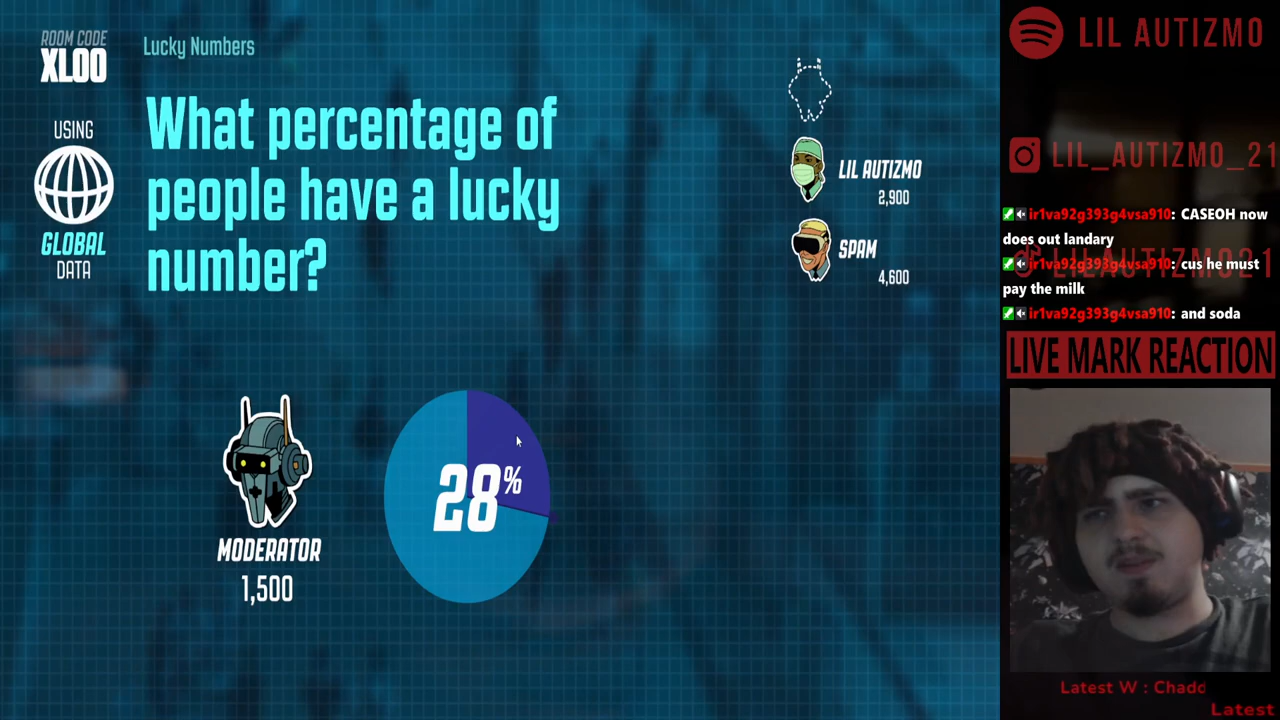 ROOM CODE
XLOO
USING
GLOBAL
DATA
Lucky Numbers
What percentage of
people have a lucky
number?
LIL AUTIZMO
2,900
SPAM
4,600
MODERATOR
1,500
28%
LIL AUTIZMO
LIL_AUTIZMO_21
ir1va92g393g4vsa910: CASEOH now
does out landary
LILAUTIZMO21
ir1va92g393g4vsa910: cus he must
pay the milk
ir1va92g393g4vsa910: and soda
LIVE MARK REACTION
Latest W : Chadd
Latest